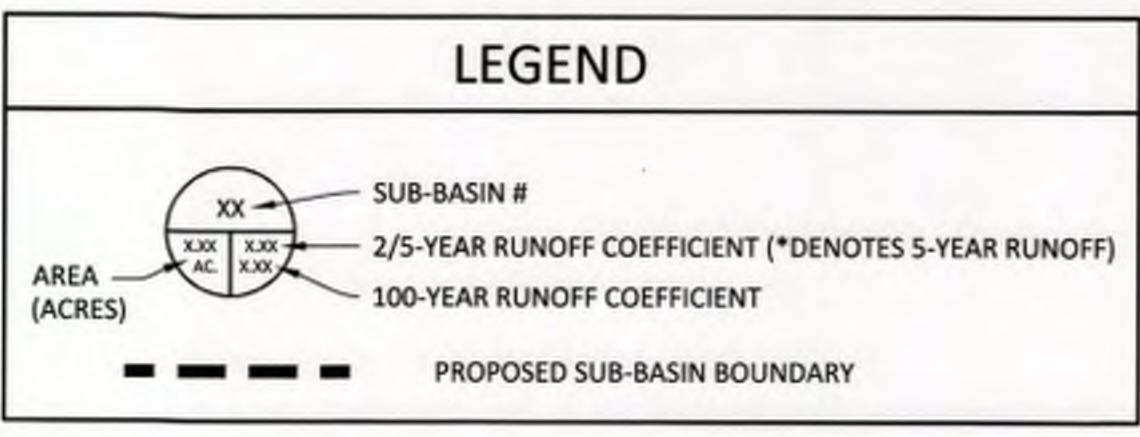 LEGEND
XX
SUB-BASIN #
X.XX X.XX
2/5-YEAR RUNOFF COEFFICIENT (*DENOTES 5-YEAR RUNOFF)
AC. X.XX
AREA
(ACRES)
100-YEAR RUNOFF COEFFICIENT
PROPOSED SUB-BASIN BOUNDARY